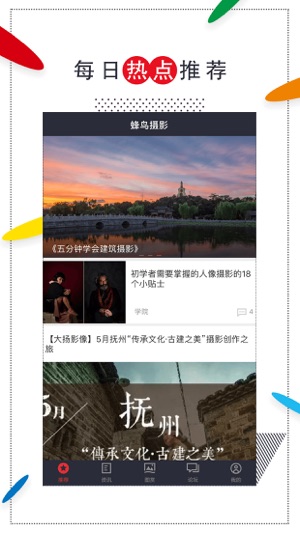 每日热点推荐
蜂鸟摄影
《五分钟学会建筑摄影》
初学者需要掌握的人像摄影的18
个小贴士
学院
4
【大扬影像】5月抚州“传承文化·古建之美”摄影创作之
旅
5月
抚州
“傳承文化·古建之美”
推荐
资讯
图赏
论坛
我的